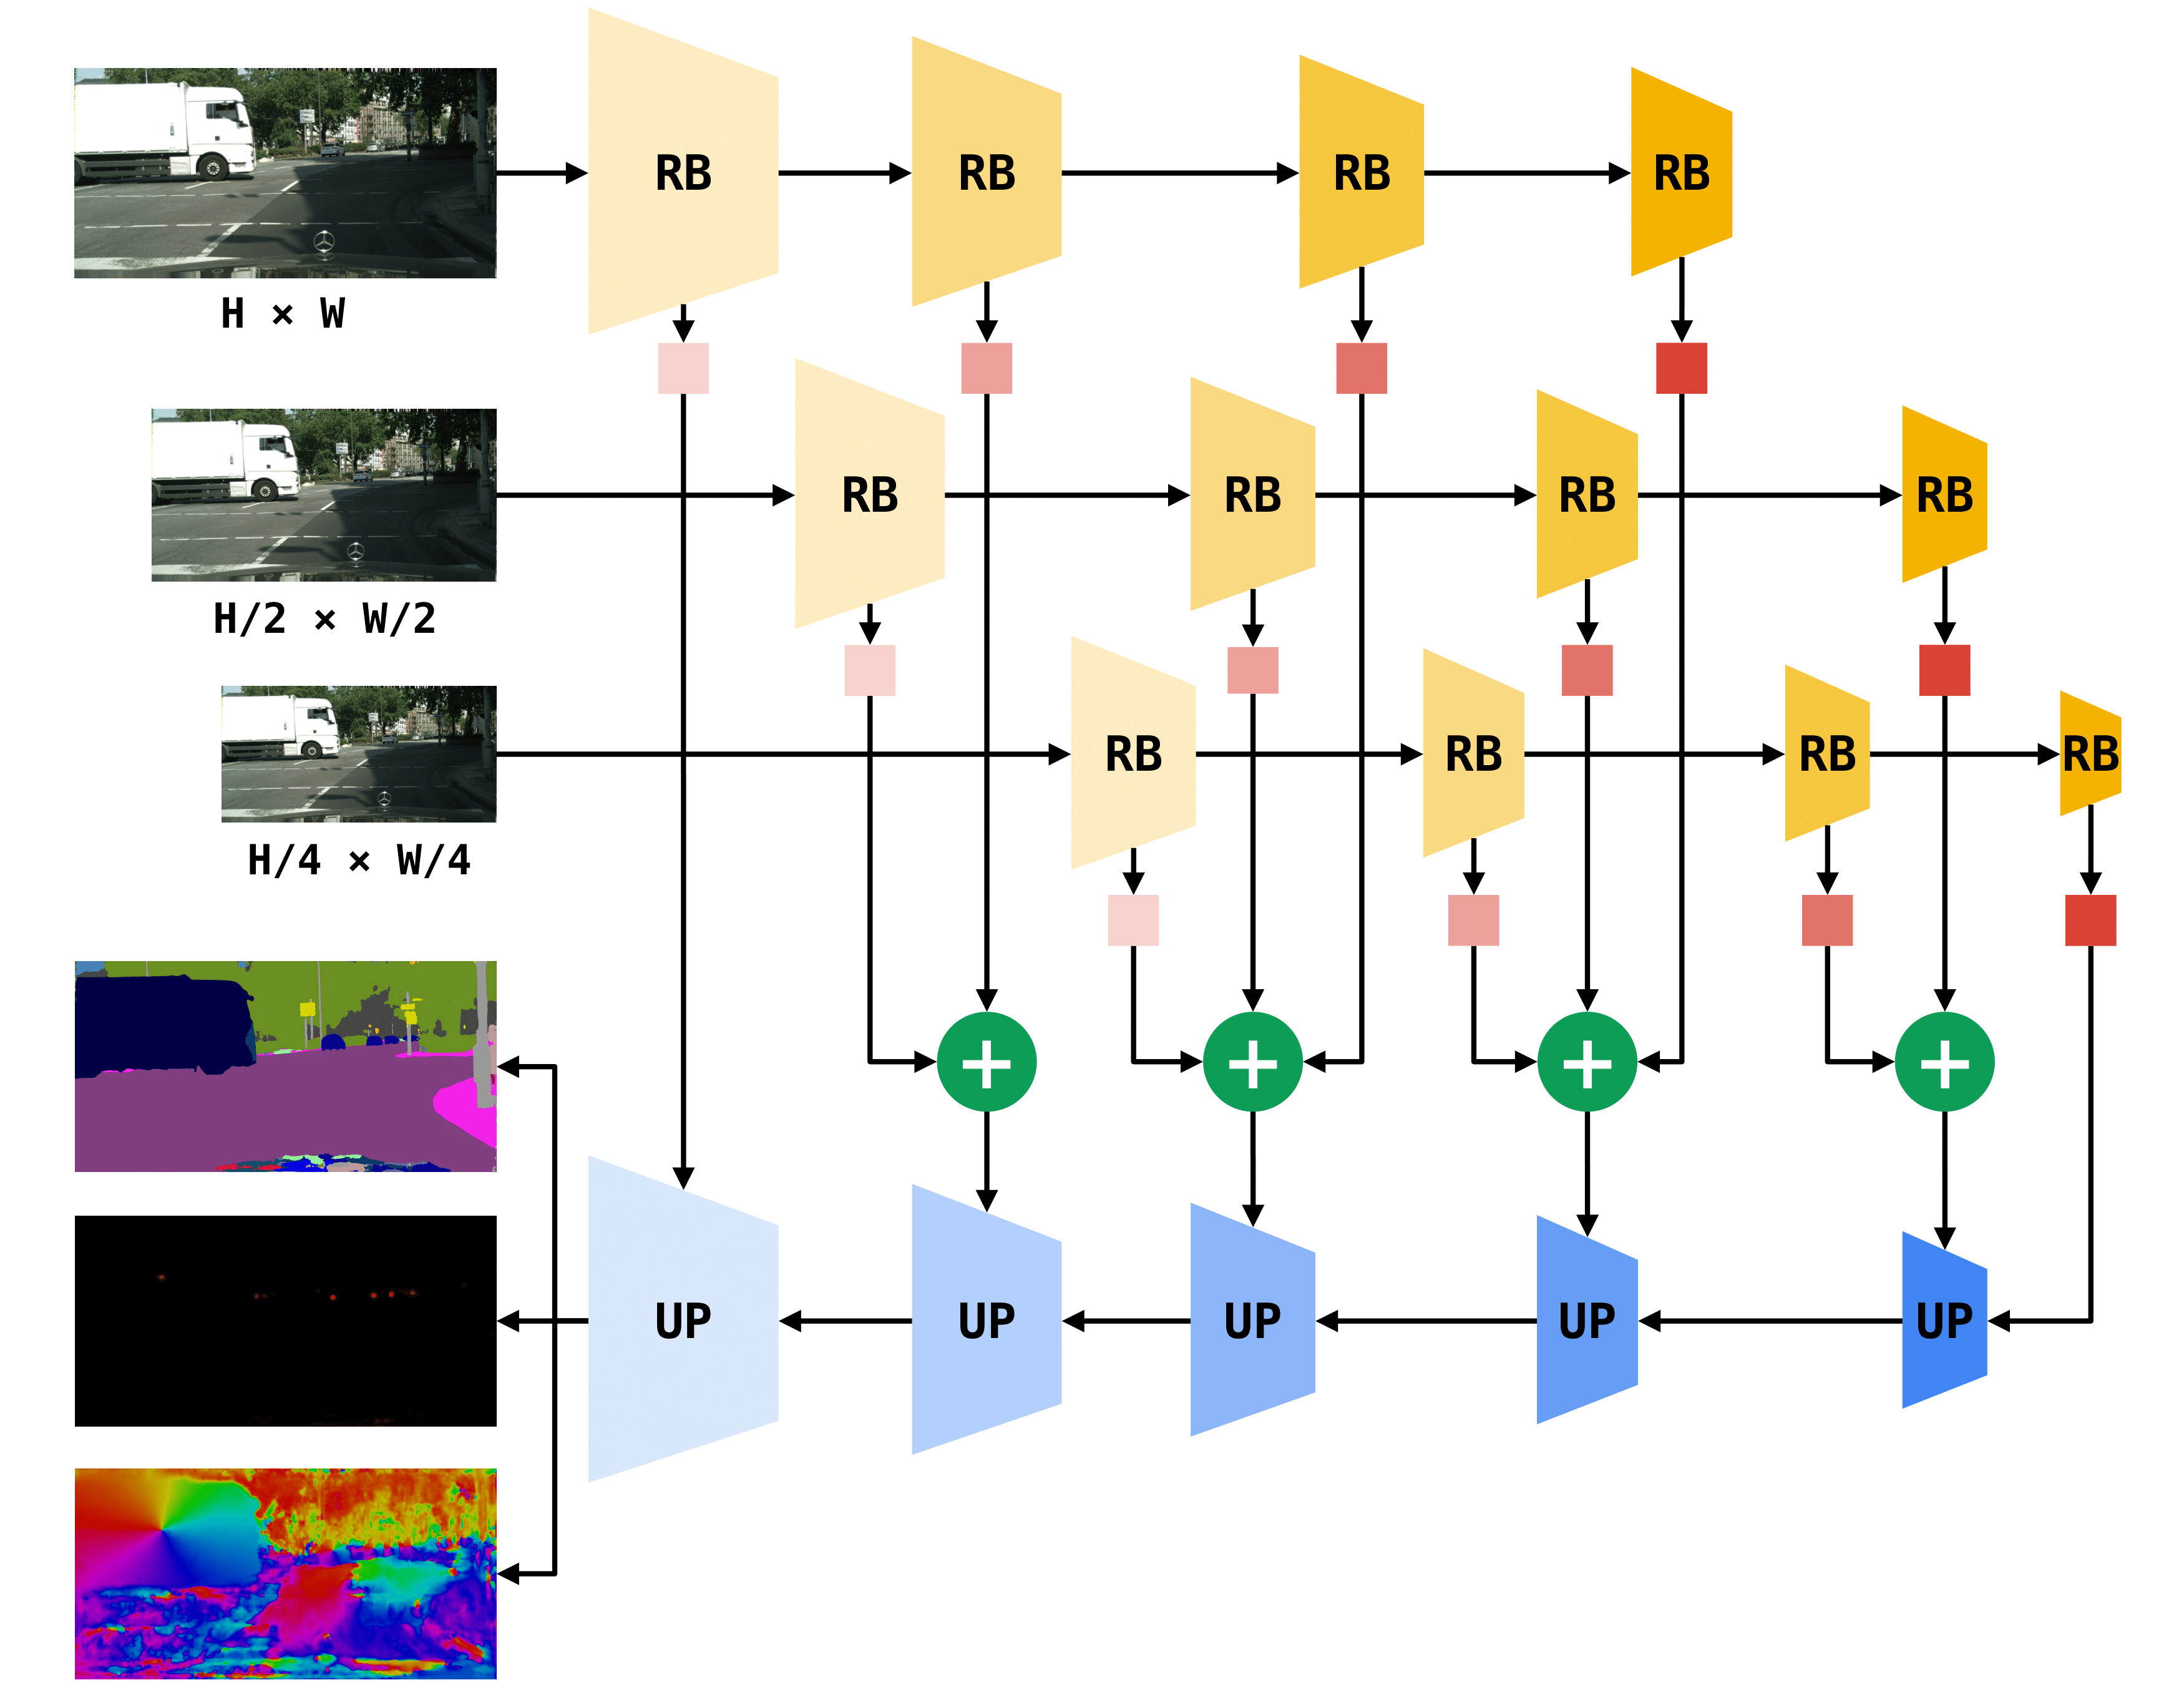 RB RB RB RB
H × W
RB RB RB RB
H/2 × W/2
RB RB RB RB
H/4 × W/4
+ + + +
UP UP UP UP UP